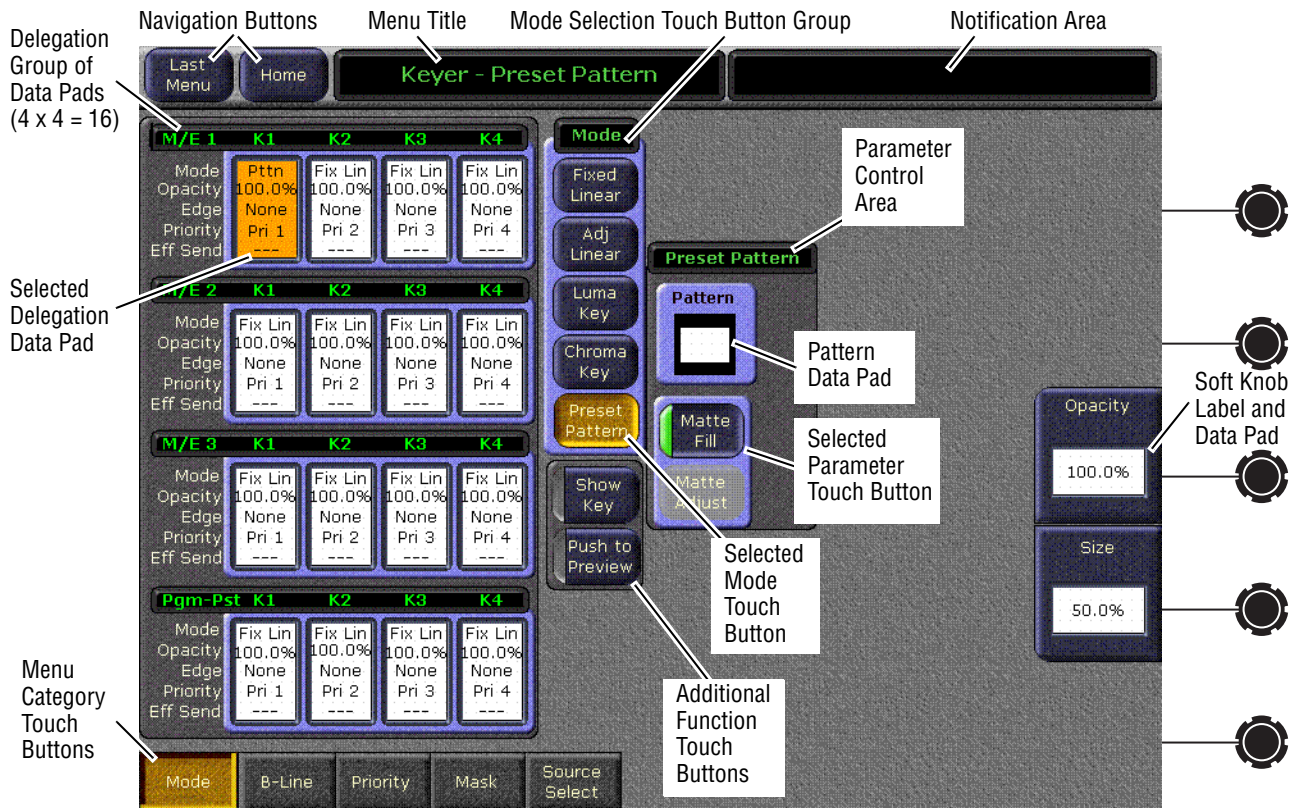 Navigation Buttons
Menu Title
Mode Selection Touch Button Group
Notification Area
Delegation
Group of
Data Pads
(4 x 4 = 16)
Last
Menu
Home
Keyer - Preset Pattern
M/E 1 K1 K2 K3 K4
Mode Pttn Fix Lin Fix Lin Fix Lin
Opacity 100.0% 100.0% 100.0% 100.0%
Edge None None None None
Priority Pri 1 Pri 2 Pri 3 Pri 4
Eff Send --- --- --- ---
Selected
Delegation
Data Pad
M/E 2 K1 K2 K3 K4
Mode Fix Lin Fix Lin Fix Lin Fix Lin
Opacity 100.0% 100.0% 100.0% 100.0%
Edge None None None None
Priority Pri 1 Pri 2 Pri 3 Pri 4
Eff Send --- --- --- ---
M/E 3 K1 K2 K3 K4
Mode Fix Lin Fix Lin Fix Lin Fix Lin
Opacity 100.0% 100.0% 100.0% 100.0%
Edge None None None None
Priority Pri 1 Pri 2 Pri 3 Pri 4
Eff Send --- --- --- ---
Pgm-Pst K1 K2 K3 K4
Mode Fix Lin Fix Lin Fix Lin Fix Lin
Opacity 100.0% 100.0% 100.0% 100.0%
Edge None None None None
Priority Pri 1 Pri 2 Pri 3 Pri 4
Eff Send --- --- --- ---
Menu
Category
Touch
Buttons
Mode
B-Line
Priority
Mask
Source
Select
Mode
Fixed
Linear
Adj
Linear
Luma
Key
Chroma
Key
Preset
Pattern
Show
Key
Push to
Preview
Parameter
Control
Area
Preset Pattern
Pattern
Pattern
Data Pad
Matte
Fill
Matte
Adjust
Selected
Parameter
Touch Button
Selected
Mode
Touch
Button
Additional
Function
Touch
Buttons
Soft Knob
Label and
Data Pad
Opacity
100.0%
Size
50.0%